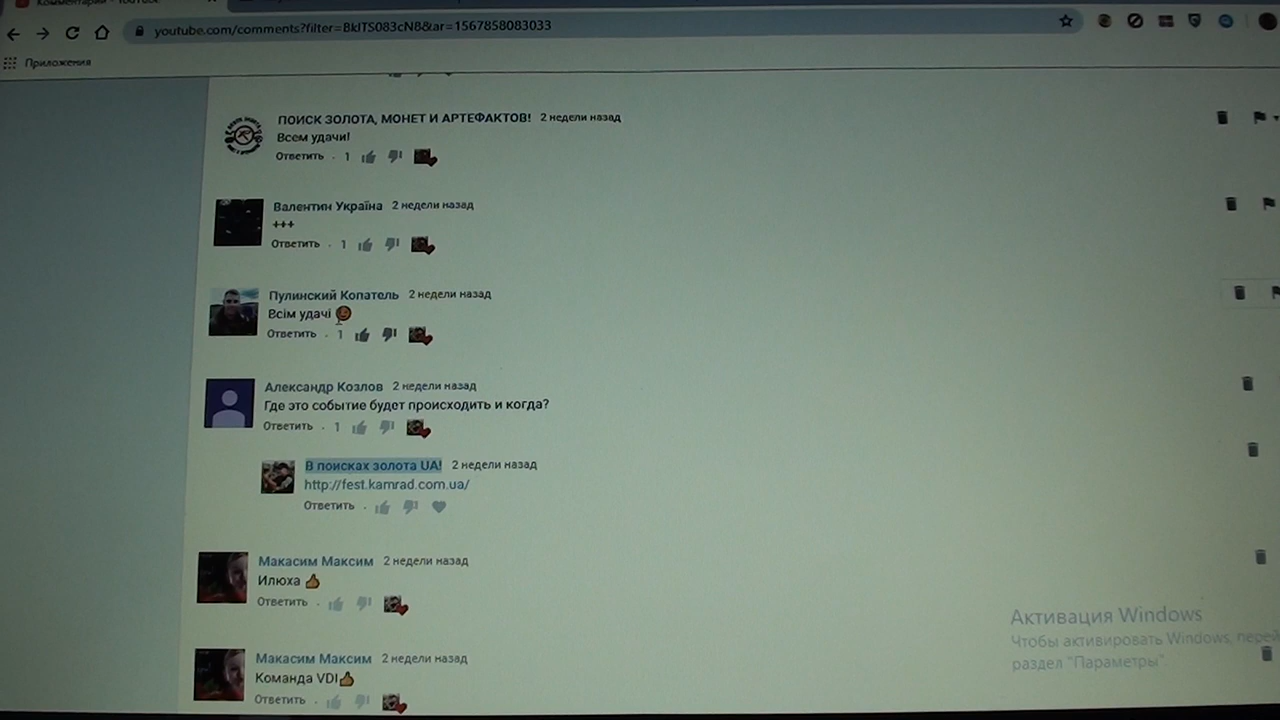 youtube.com/comments?filter=BkITS083cN8&ar=1567858083033
Приложения
ПОИСК ЗОЛОТА, МОНЕТ И АРТЕФАКТОВ! 2 недели назад
Всем удачи!
Ответить · 1
Валентин Україна 2 недели назад
+++
Ответить · 1
Пулинский Копатель 2 недели назад
Всім удачі
Ответить · 1
Александр Козлов 2 недели назад
Где это событие будет происходить и когда?
Ответить · 1
В поисках золота UA! 2 недели назад
http://fest.kamrad.com.ua/
Ответить ·
Макасим Максим 2 недели назад
Илюха 👍
Ответить ·
Макасим Максим 2 недели назад
Команда VDI👍
Ответить ·
Активация Windows
Чтобы активировать Windows,
раздел "Параметры".